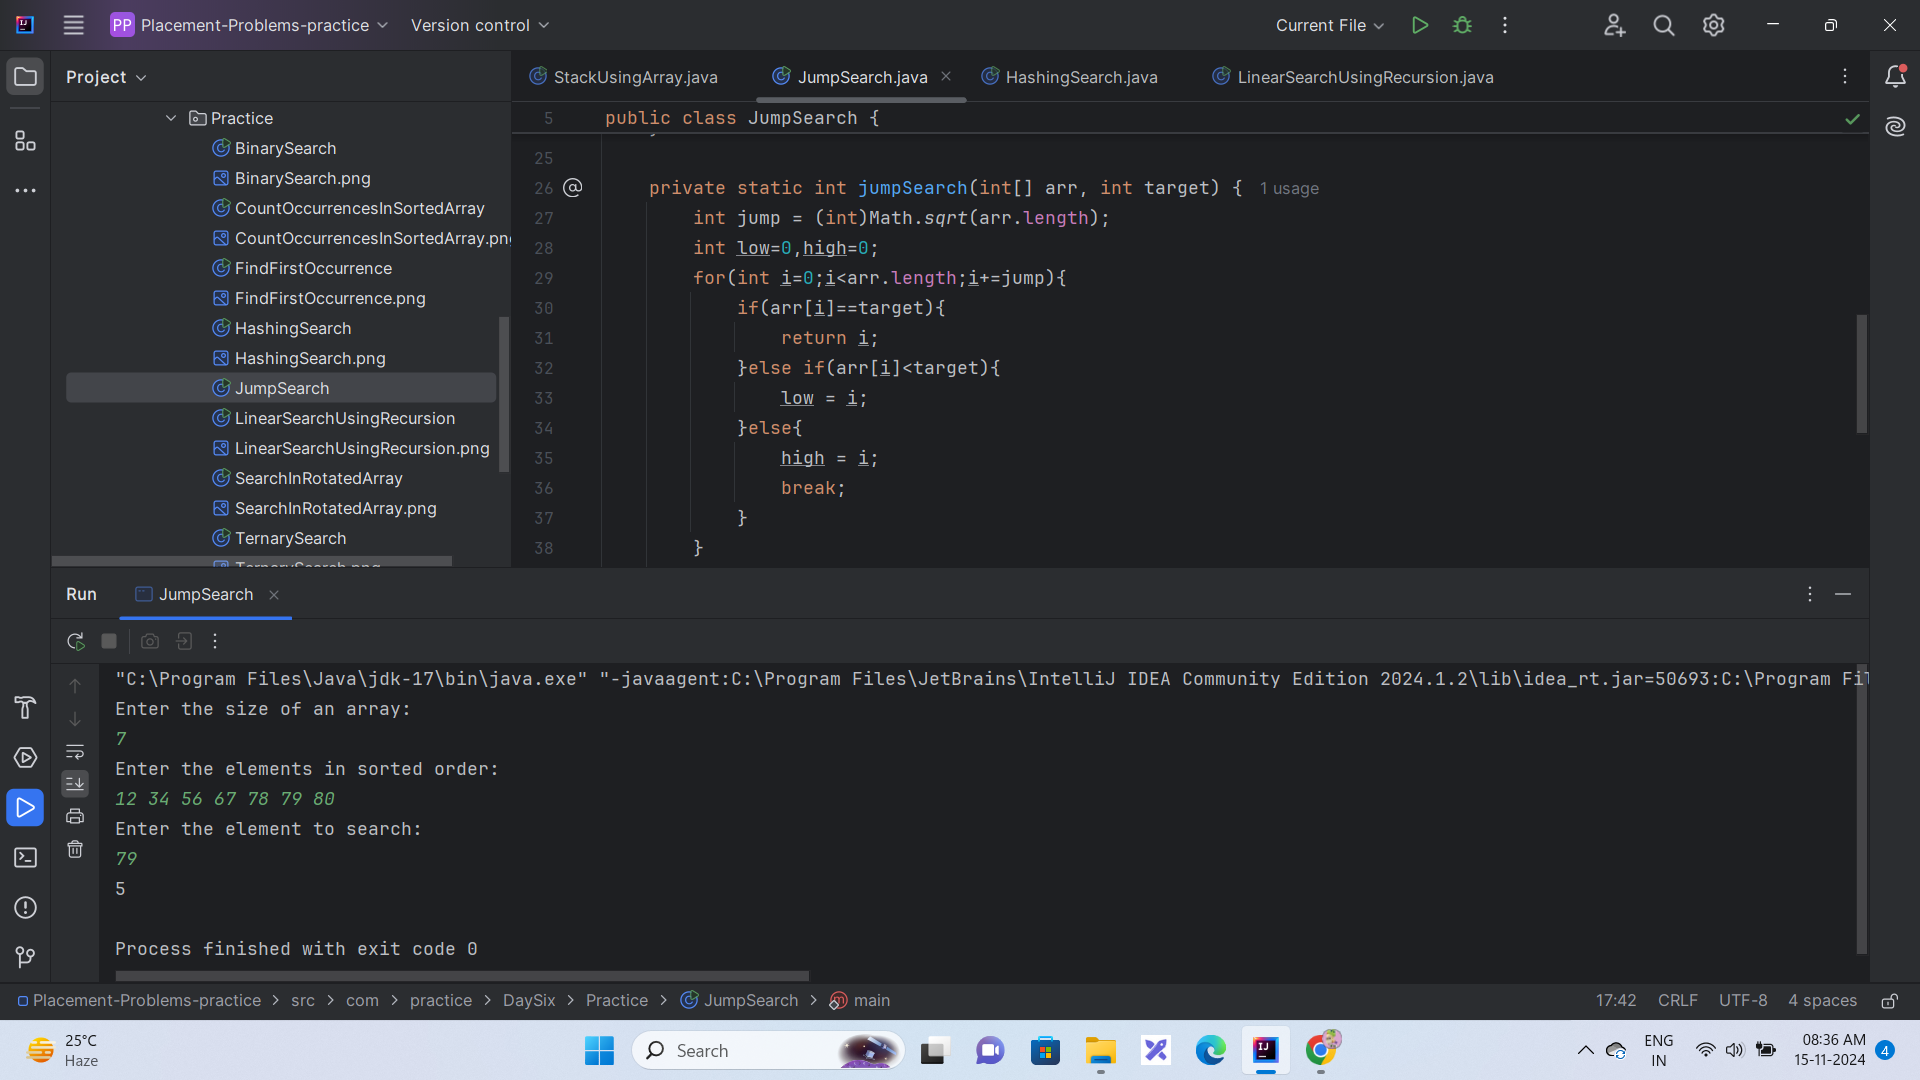 PP Placement-Problems-practice Version control Current File
Project
StackUsingArray.java JumpSearch.java HashingSearch.java LinearSearchUsingRecursion.java
Practice
BinarySearch
BinarySearch.png
CountOccurrencesInSortedArray
CountOccurrencesInSortedArray.pn
FindFirstOccurrence
FindFirstOccurrence.png
HashingSearch
HashingSearch.png
JumpSearch
LinearSearchUsingRecursion
LinearSearchUsingRecursion.png
SearchInRotatedArray
SearchInRotatedArray.png
TernarySearch
TernarySearch.png
5 public class JumpSearch {
25
26 @ private static int jumpSearch(int[] arr, int target) { 1 usage
27 int jump = (int)Math.sqrt(arr.length);
28 int low=0,high=0;
29 for(int i=0;i<arr.length;i+=jump){
30 if(arr[i]==target){
31 return i;
32 }else if(arr[i]<target){
33 low = i;
34 }else{
35 high = i;
36 break;
37 }
38 }
Run JumpSearch
"C:\Program Files\Java\jdk-17\bin\java.exe" "-javaagent:C:\Program Files\JetBrains\IntelliJ IDEA Community Edition 2024.1.2\lib\idea_rt.jar=50693:C:\Program Fil
Enter the size of an array:
7
Enter the elements in sorted order:
12 34 56 67 78 79 80
Enter the element to search:
79
5
Process finished with exit code 0
Placement-Problems-practice > src > com > practice > DaySix > Practice > JumpSearch > main 17:42 CRLF UTF-8 4 spaces
25°C
Haze
Search
ENG
IN
08:36 AM
15-11-2024
4